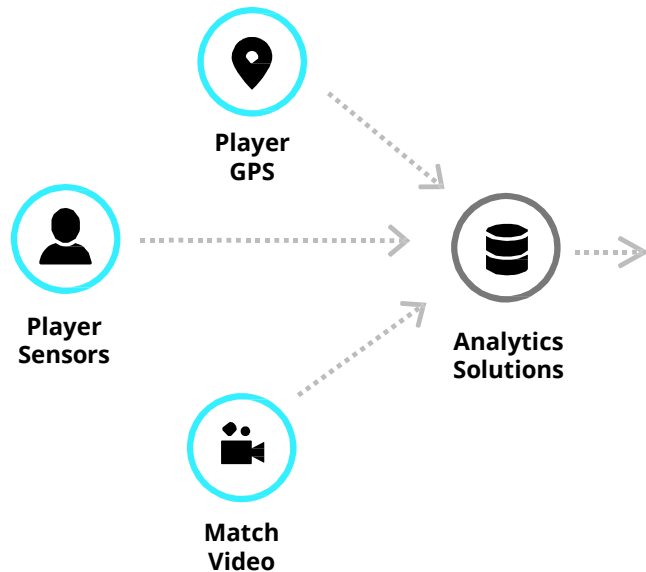 Player
GPS
Player
Sensors
Analytics
Solutions
Match
Video